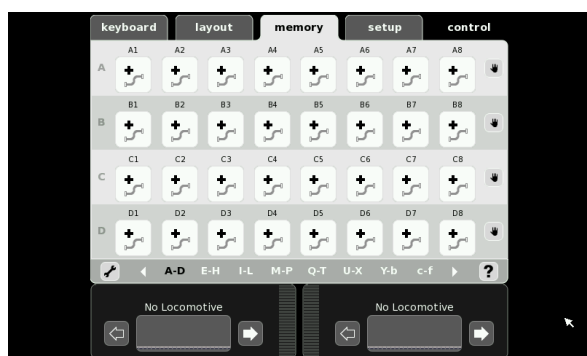 keyboard layout memory setup control
A1 A2 A3 A4 A5 A6 A7 A8
A
B1 B2 B3 B4 B5 B6 B7 B8
B
C1 C2 C3 C4 C5 C6 C7 C8
C
D1 D2 D3 D4 D5 D6 D7 D8
D
A-D E-H I-L M-P Q-T U-X Y-b c-f ?
No Locomotive No Locomotive